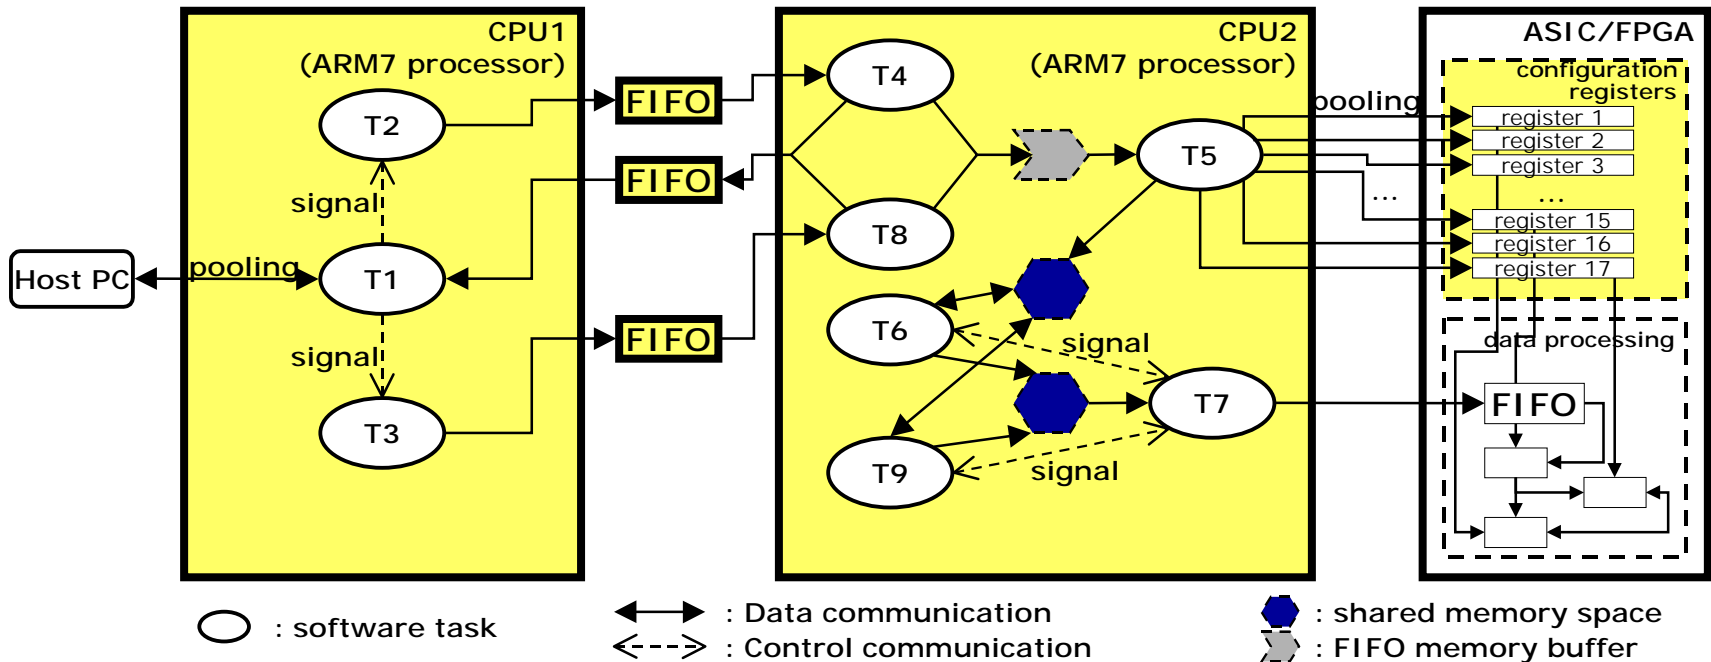 CPU1
(ARM7 processor)
T2
signal
Host PC
pooling
T1
signal
T3
FIFO
FIFO
FIFO
CPU2
(ARM7 processor)
T4
T5
T8
T6
signal
T7
T9
signal
pooling
...
ASIC/FPGA
configuration
registers
register 1
register 2
register 3
...
register 15
register 16
register 17
data processing
FIFO
: software task
: Data communication
: Control communication
: shared memory space
: FIFO memory buffer